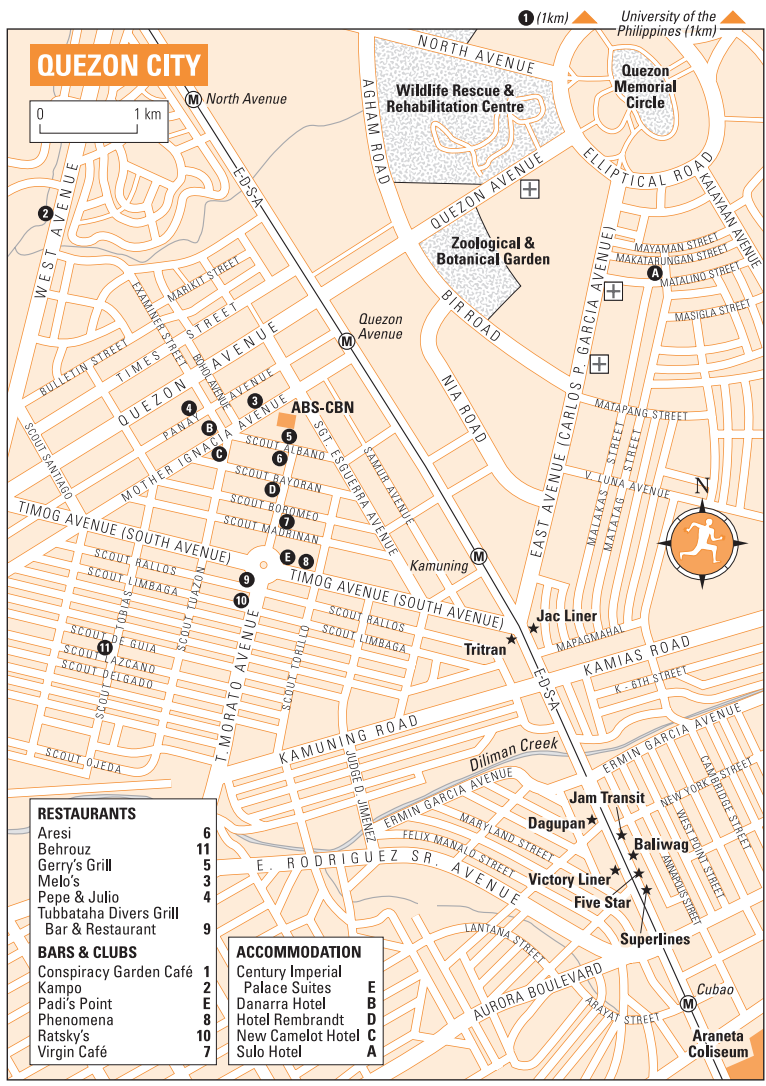 1 (1km)
University of the
Philippines (1km)
QUEZON CITY
0 1 km
M North Avenue
NORTH AVENUE
AGHAM ROAD
Wildlife Rescue &
Rehabilitation Centre
Quezon
Memorial
Circle
ELLIPTICAL ROAD
KALAYAAN AVENUE
E-D-S-A
2
WEST AVENUE
QUEZON AVENUE
Zoological &
Botanical Garden
MAYAMAN STREET
MAKATARUNGAN STREET
A
MATALINO STREET
MASIGLA STREET
EAST AVENUE (CARLOS P. GARCIA AVENUE)
BIR ROAD
MARIKIT STREET
EXAMINER STREET
TIMES STREET
BULLETIN STREET
QUEZON AVENUE
BOHOL AVENUE
Quezon
Avenue
M
NIA ROAD
MATAPANG STREET
3
4
PANAY AVENUE
B
ABS-CBN
MOTHER IGNACIA AVENUE
C
5
SCOUT ALBANO
6
SCOUT BAYORAN
D
SCOUT BOROMEO
7
SCOUT MADRINAN
SGT. ESGUERRA AVENUE
SAMUR AVENUE
SCOUT SANTIAGO
V. LUNA AVENUE
MALAKAS STREET
MATATAG STREET
N
TIMOG AVENUE (SOUTH AVENUE)
E
8
TIMOG AVENUE (SOUTH AVENUE)
Kamuning M
SCOUT RALLOS
SCOUT LIMBAGA
9
10
SCOUT TUAZON
SCOUT TOBIAS
SCOUT RALLOS
SCOUT LIMBAGA
Jac Liner
Tritran
MAPAGMAHAL
KAMIAS ROAD
K - 6TH STREET
SCOUT DE GUIA
11
SCOUT LAZCANO
SCOUT DELGADO
T. MORATO AVENUE
SCOUT TORILLO
E-D-S-A
SCOUT OJEDA
KAMUNING ROAD
JUDGE D. JIMENEZ
Diliman Creek
ERMIN GARCIA AVENUE
ERMIN GARCIA AVENUE
NEW YORK STREET
CAMBRIDGE STREET
WEST POINT STREET
ANNAPOLIS STREET
MARYLAND STREET
FELIX MANALO STREET
E. RODRIGUEZ SR. AVENUE
Jam Transit
Dagupan
Baliwag
Victory Liner
Five Star
Superlines
LANTANA STREET
AURORA BOULEVARD
ARAYAT STREET
Cubao
M
Araneta
Coliseum
RESTAURANTS
Aresi 6
Behrouz 11
Gerry's Grill 5
Melo's 3
Pepe & Julio 4
Tubbataha Divers Grill
Bar & Restaurant 9
BARS & CLUBS
Conspiracy Garden Café 1
Kampo 2
Padi's Point E
Phenomena 8
Ratsky's 10
Virgin Café 7
ACCOMMODATION
Century Imperial
Palace Suites E
Danarra Hotel B
Hotel Rembrandt D
New Camelot Hotel C
Sulo Hotel A